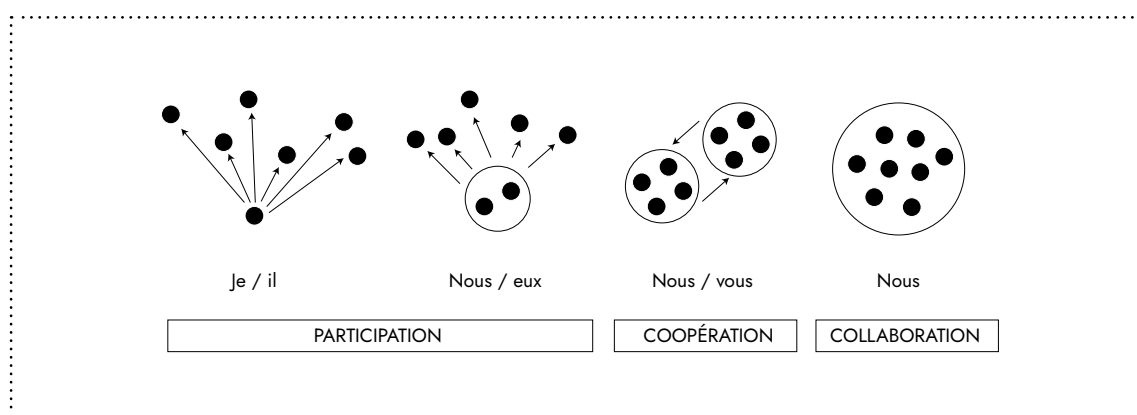 Je / il
Nous / eux
Nous / vous
Nous
PARTICIPATION
COOPÉRATION
COLLABORATION